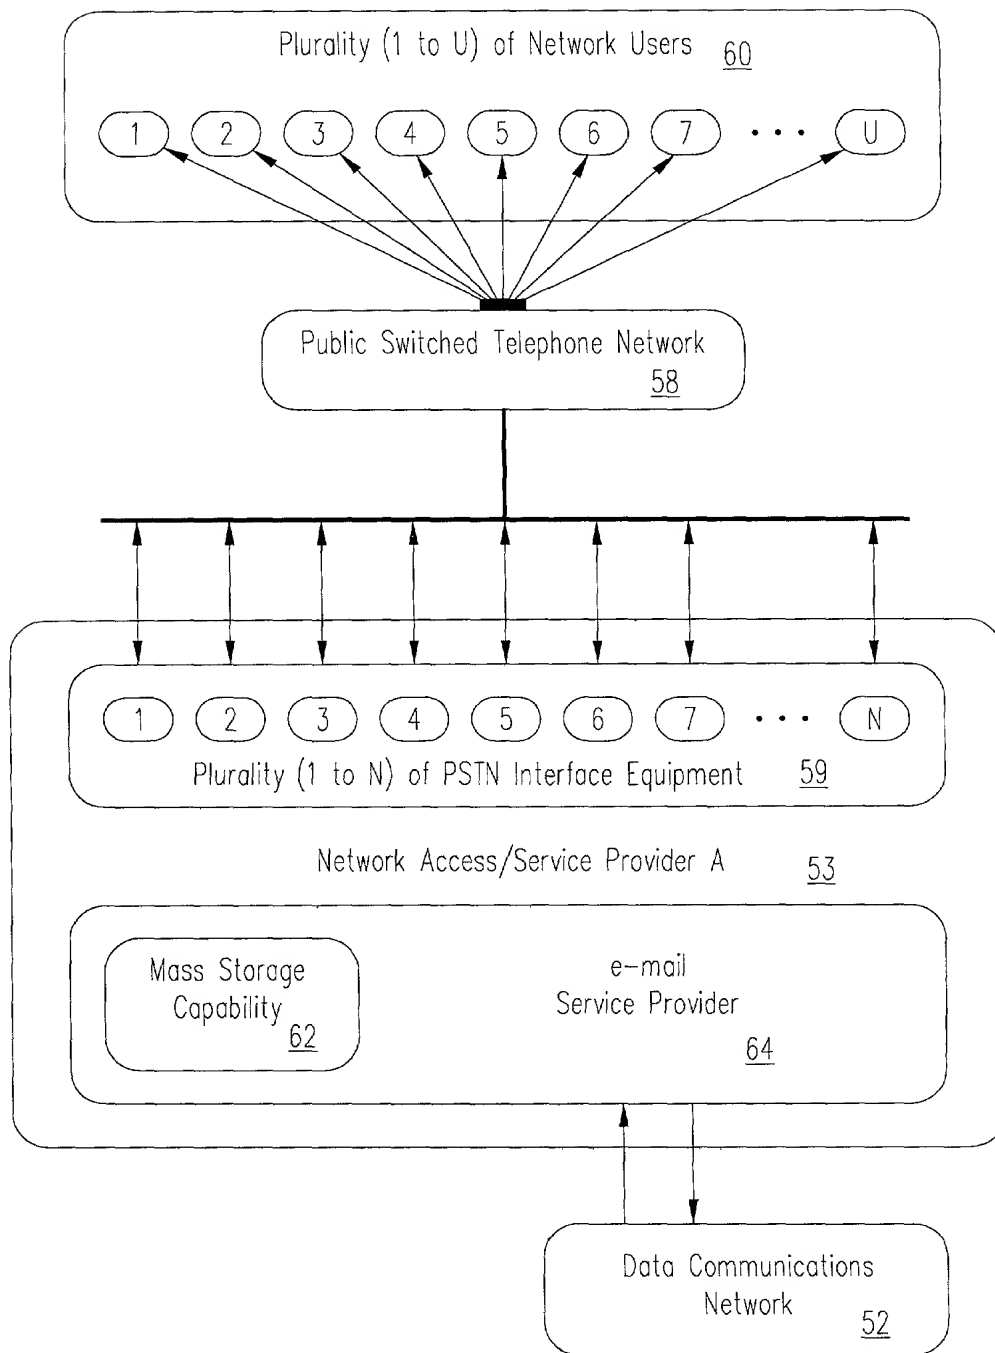 Plurality (1 to U) of Network Users 60
1 2 3 4 5 6 7 • • • U
Public Switched Telephone Network
58
1 2 3 4 5 6 7 • • • N
Plurality (1 to N) of PSTN Interface Equipment 59
Network Access/Service Provider A 53
Mass Storage
Capability
62
e-mail
Service Provider
64
Data Communications
Network
52